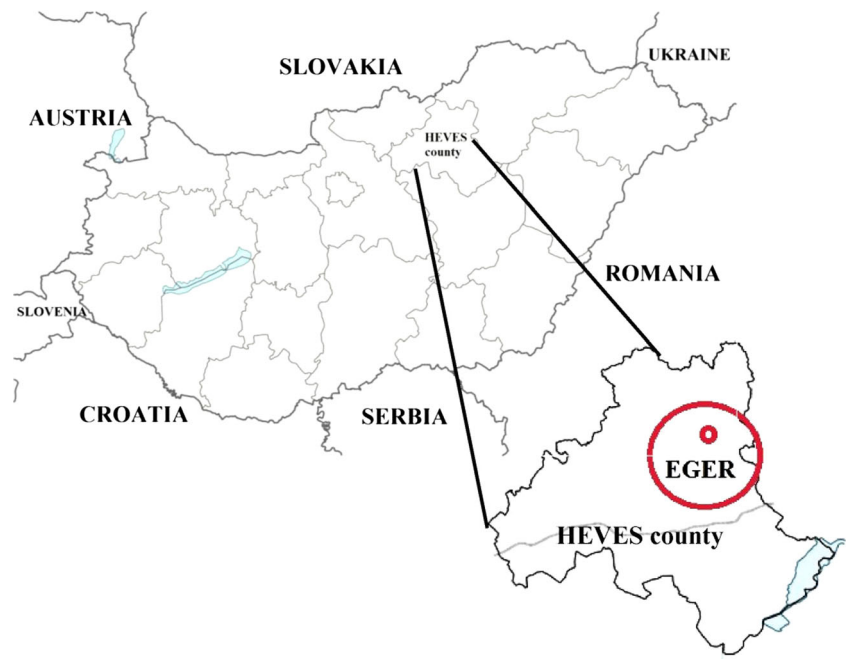 UKRAINE
SLOVAKIA
AUSTRIA
HEVES
county
ROMANIA
SLOVENIA
CROATIA
SERBIA
EGER
HEVES county